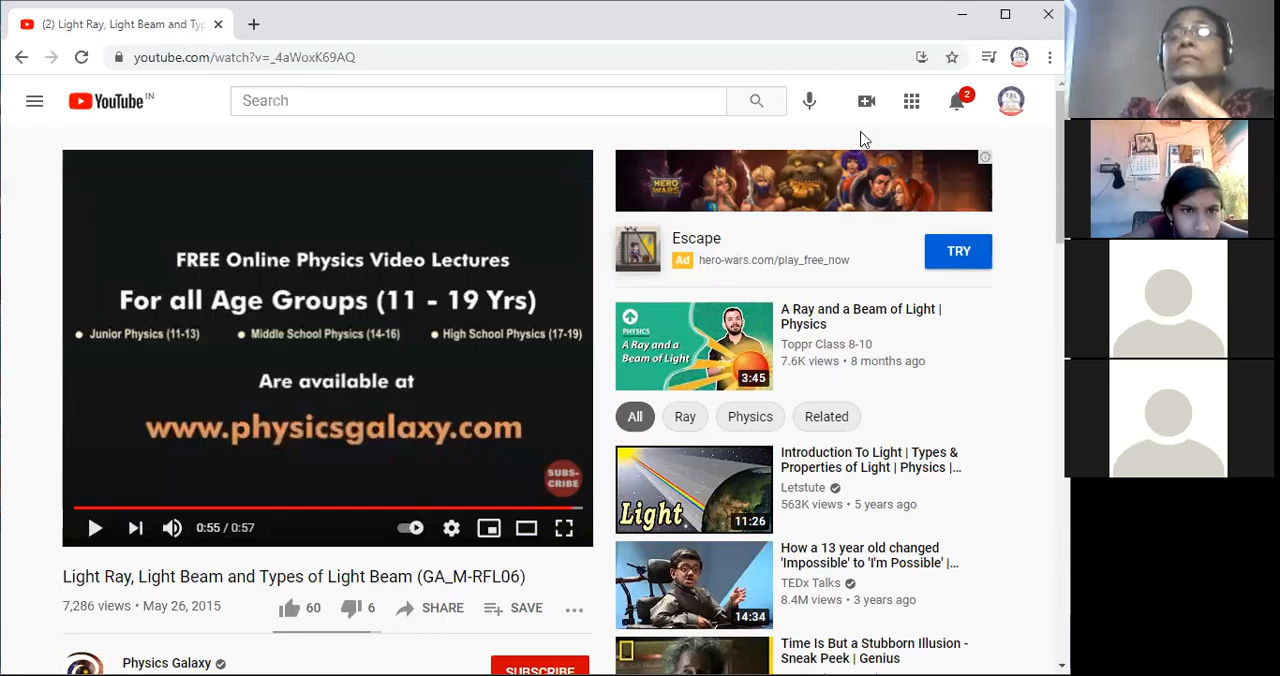 (2) Light Ray, Light Beam and Typ
youtube.com/watch?v=_4aWoxK69AQ
YouTube IN
Search
2
FREE Online Physics Video Lectures
For all Age Groups (11 - 19 Yrs)
• Junior Physics (11-13) • Middle School Physics (14-16) • High School Physics (17-19)
Are available at
www.physicsgalaxy.com
SUBS-
CRIBE
0:55 / 0:57
Light Ray, Light Beam and Types of Light Beam (GA_M-RFL06)
7,286 views • May 26, 2015
60
6
SHARE
SAVE
Physics Galaxy
SUBSCRIBE
HERO
WARS
Escape
Ad hero-wars.com/play_free_now
TRY
PHYSICS
A Ray and a
Beam of Light
3:45
A Ray and a Beam of Light |
Physics
Toppr Class 8-10
7.6K views • 8 months ago
All
Ray
Physics
Related
Light
11:26
Introduction To Light | Types &
Properties of Light | Physics |...
Letstute
563K views • 5 years ago
14:34
How a 13 year old changed
'Impossible' to 'I'm Possible' |...
TEDx Talks
8.4M views • 3 years ago
Time Is But a Stubborn Illusion -
Sneak Peek | Genius